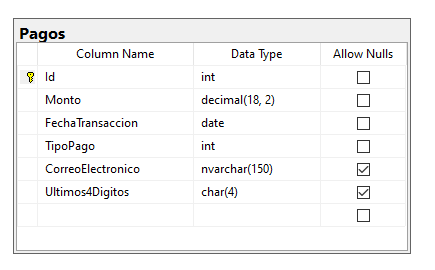 Pagos
Column Name Data Type Allow Nulls
Id int
Monto decimal(18, 2)
FechaTransaccion date
TipoPago int
CorreoElectronico nvarchar(150)
Ultimos4Digitos char(4)